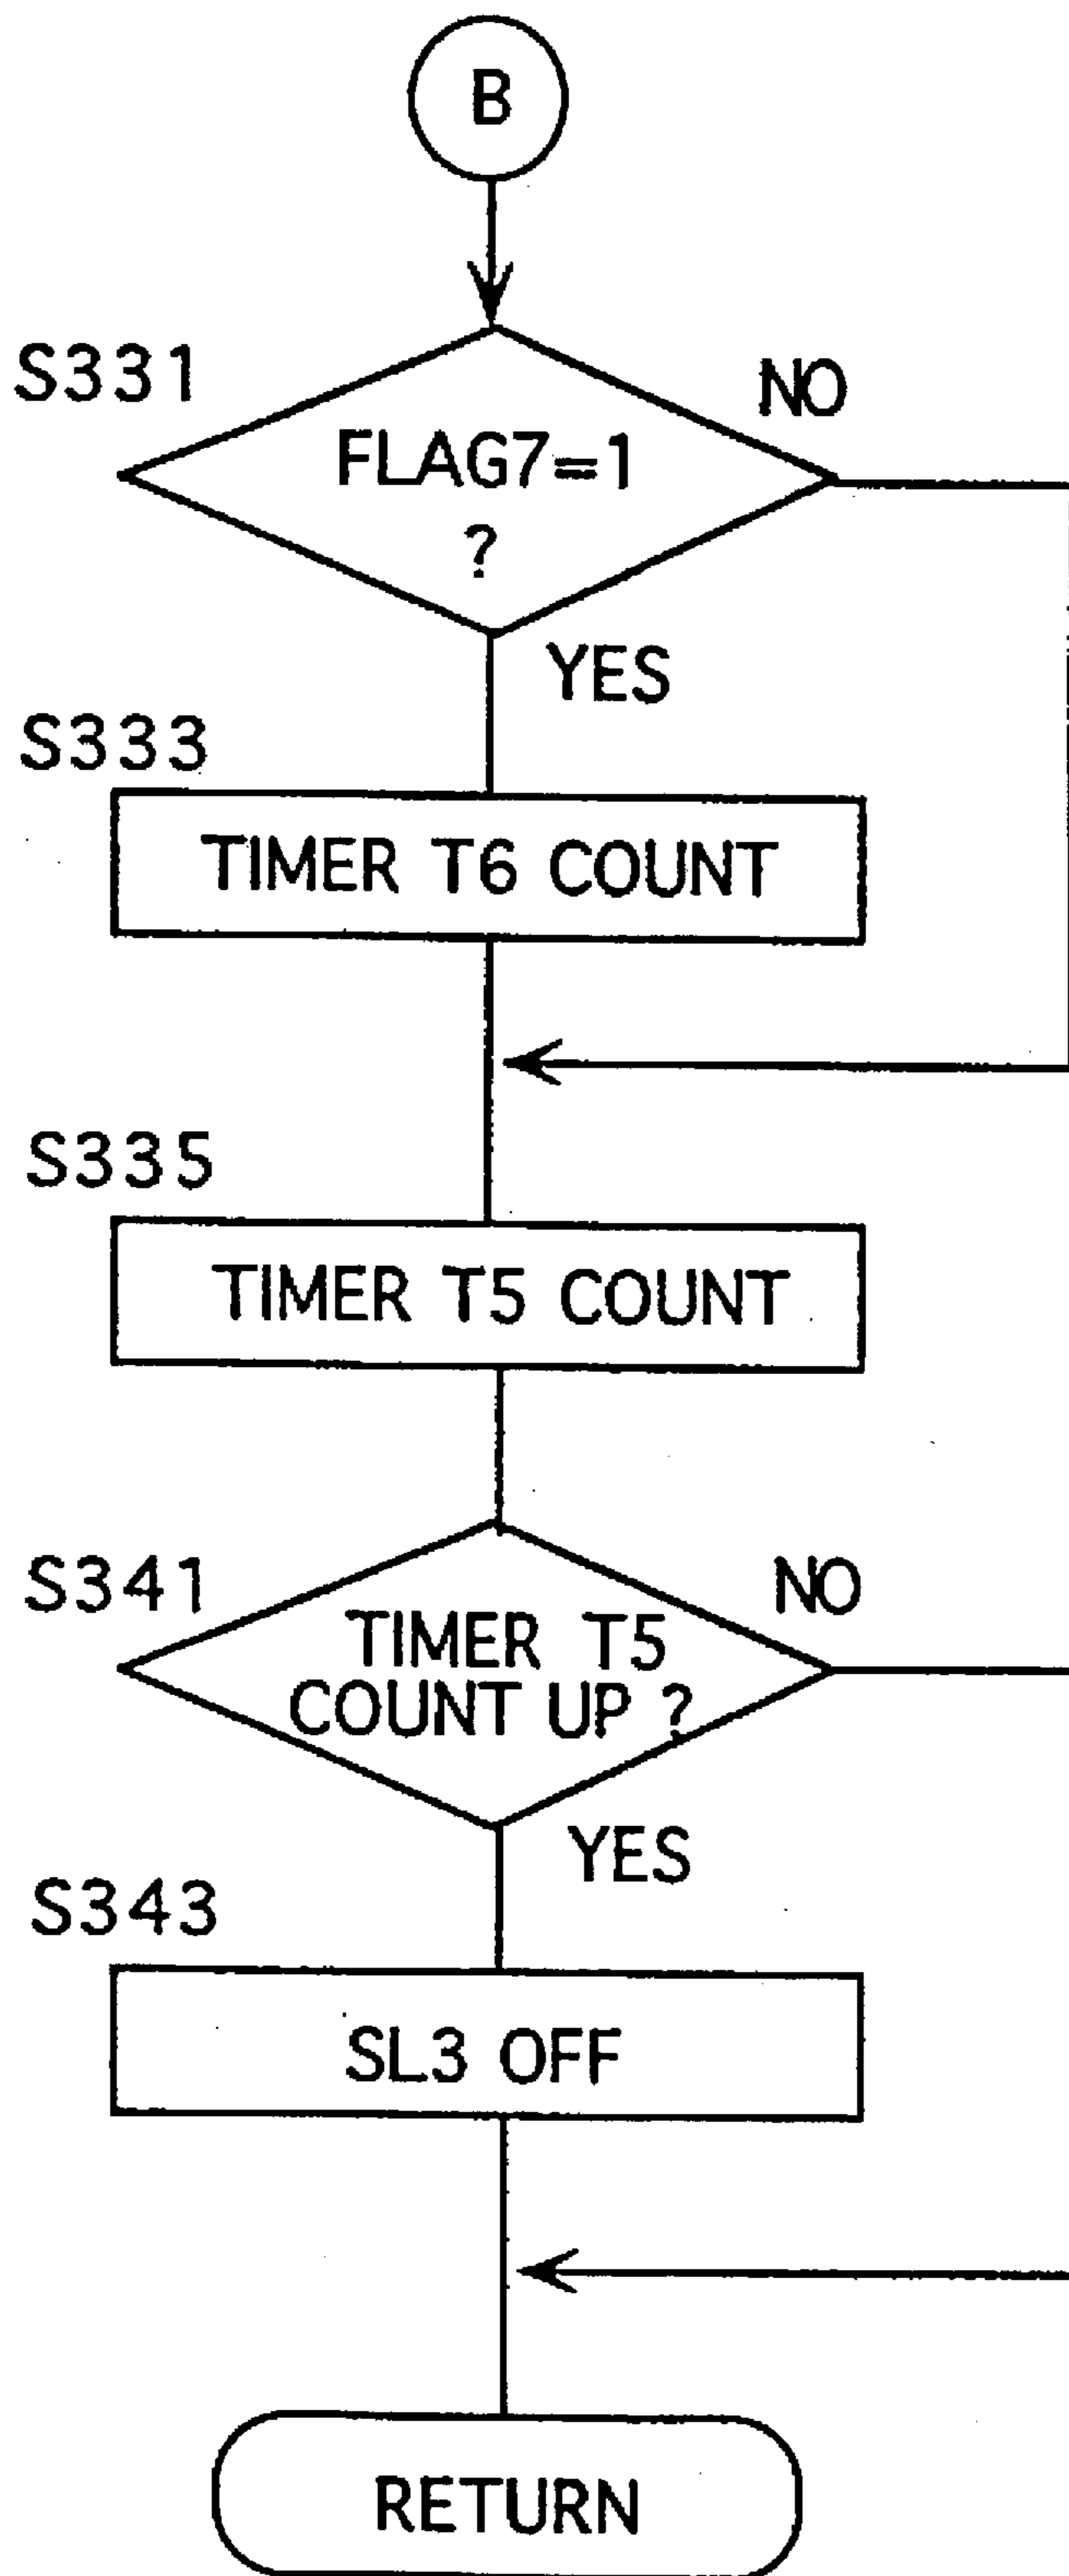 B
S331
NO
FLAG7=1
?
YES
S333
TIMER T6 COUNT
S335
TIMER T5 COUNT
S341
NO
TIMER T5
COUNT UP ?
YES
S343
SL3 OFF
RETURN